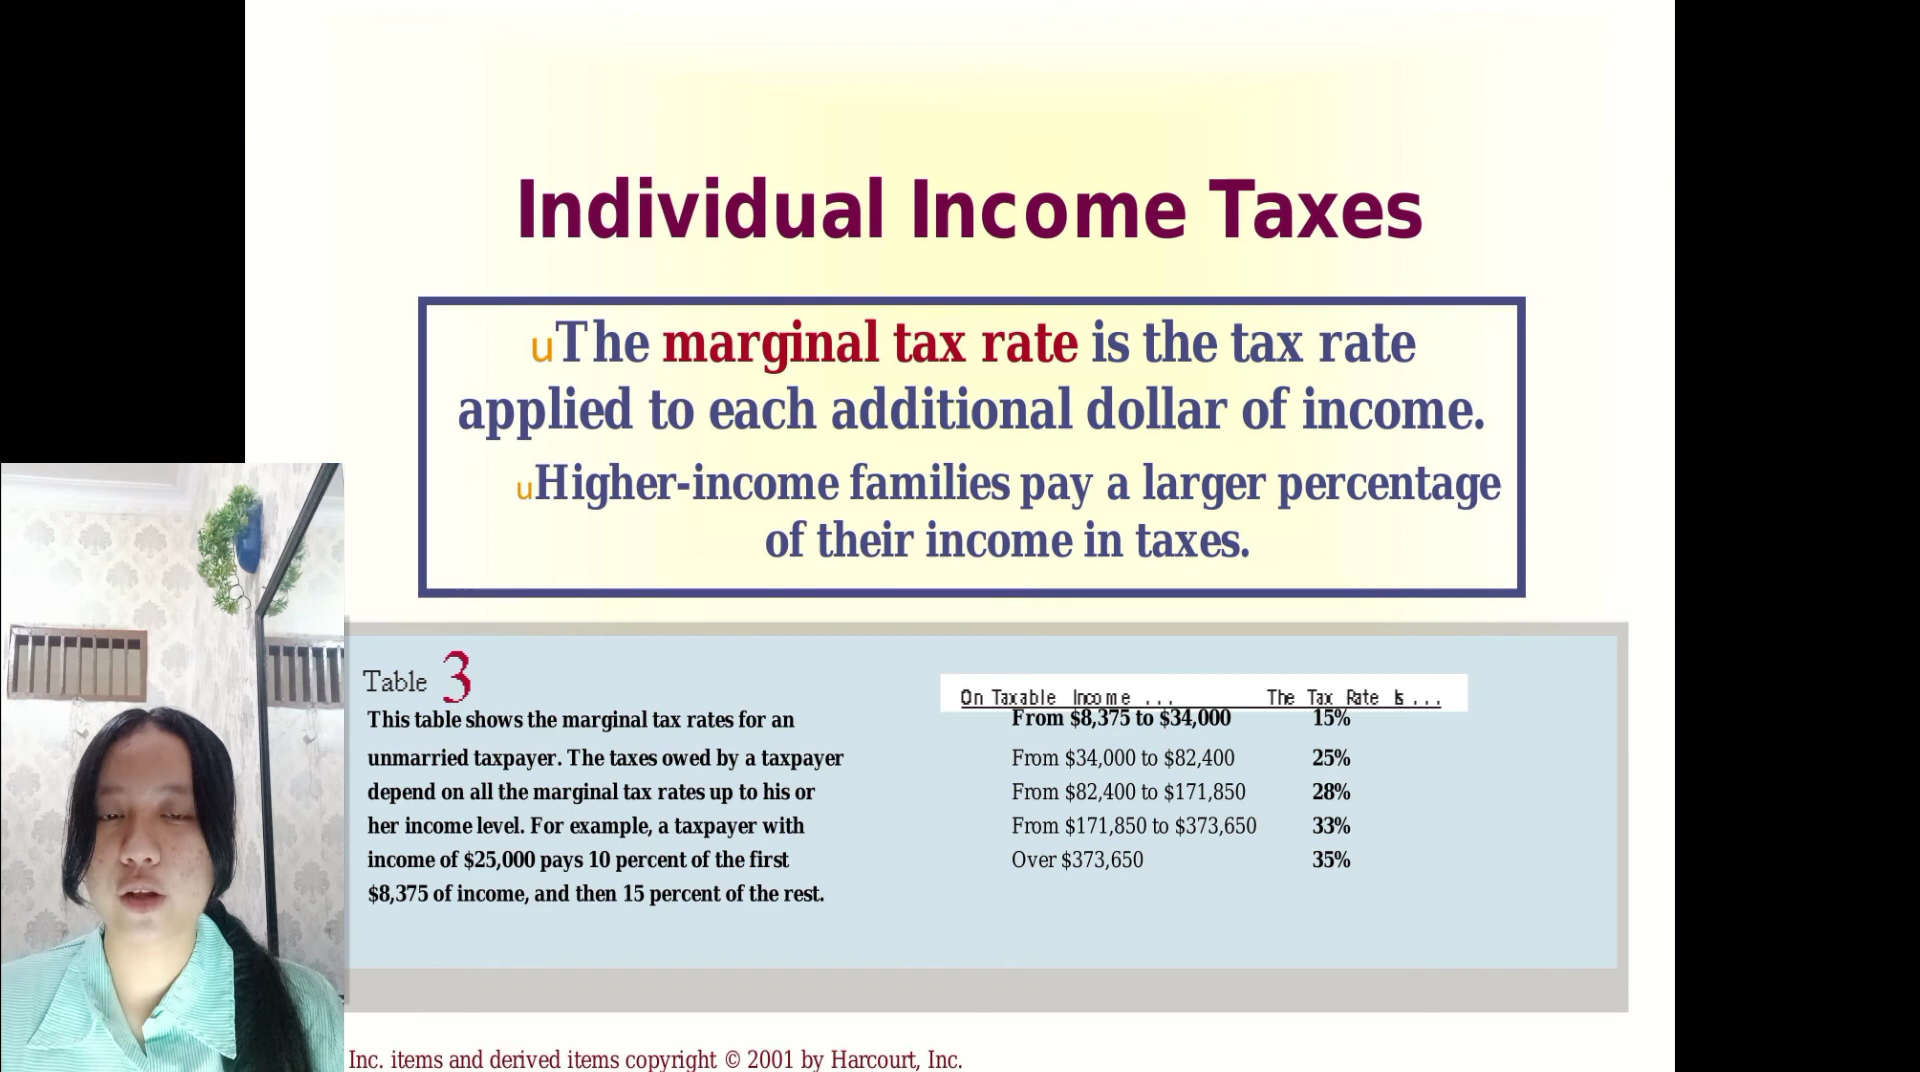 Individual Income Taxes
uThe marginal tax rate is the tax rate
applied to each additional dollar of income.
uHigher-income families pay a larger percentage
of their income in taxes.
Table 3
This table shows the marginal tax rates for an
unmarried taxpayer. The taxes owed by a taxpayer
depend on all the marginal tax rates up to his or
her income level. For example, a taxpayer with
income of $25,000 pays 10 percent of the first
$8,375 of income, and then 15 percent of the rest.
On Taxable Income ... The Tax Rate Is ...
From $8,375 to $34,000 15%
From $34,000 to $82,400 25%
From $82,400 to $171,850 28%
From $171,850 to $373,650 33%
Over $373,650 35%
Inc. items and derived items copyright © 2001 by Harcourt, Inc.